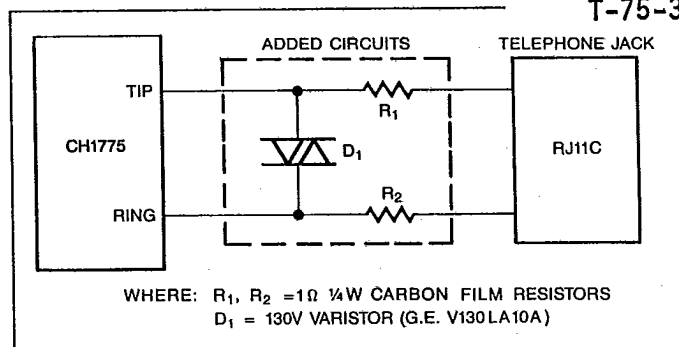 T-75-3
ADDED CIRCUITS
TELEPHONE JACK
TIP
R1
CH1775
D1
RJ11C
R2
RING
WHERE: R1, R2 =1Ω ¼W CARBON FILM RESISTORS
D1 = 130V VARISTOR (G.E. V130LA10A)